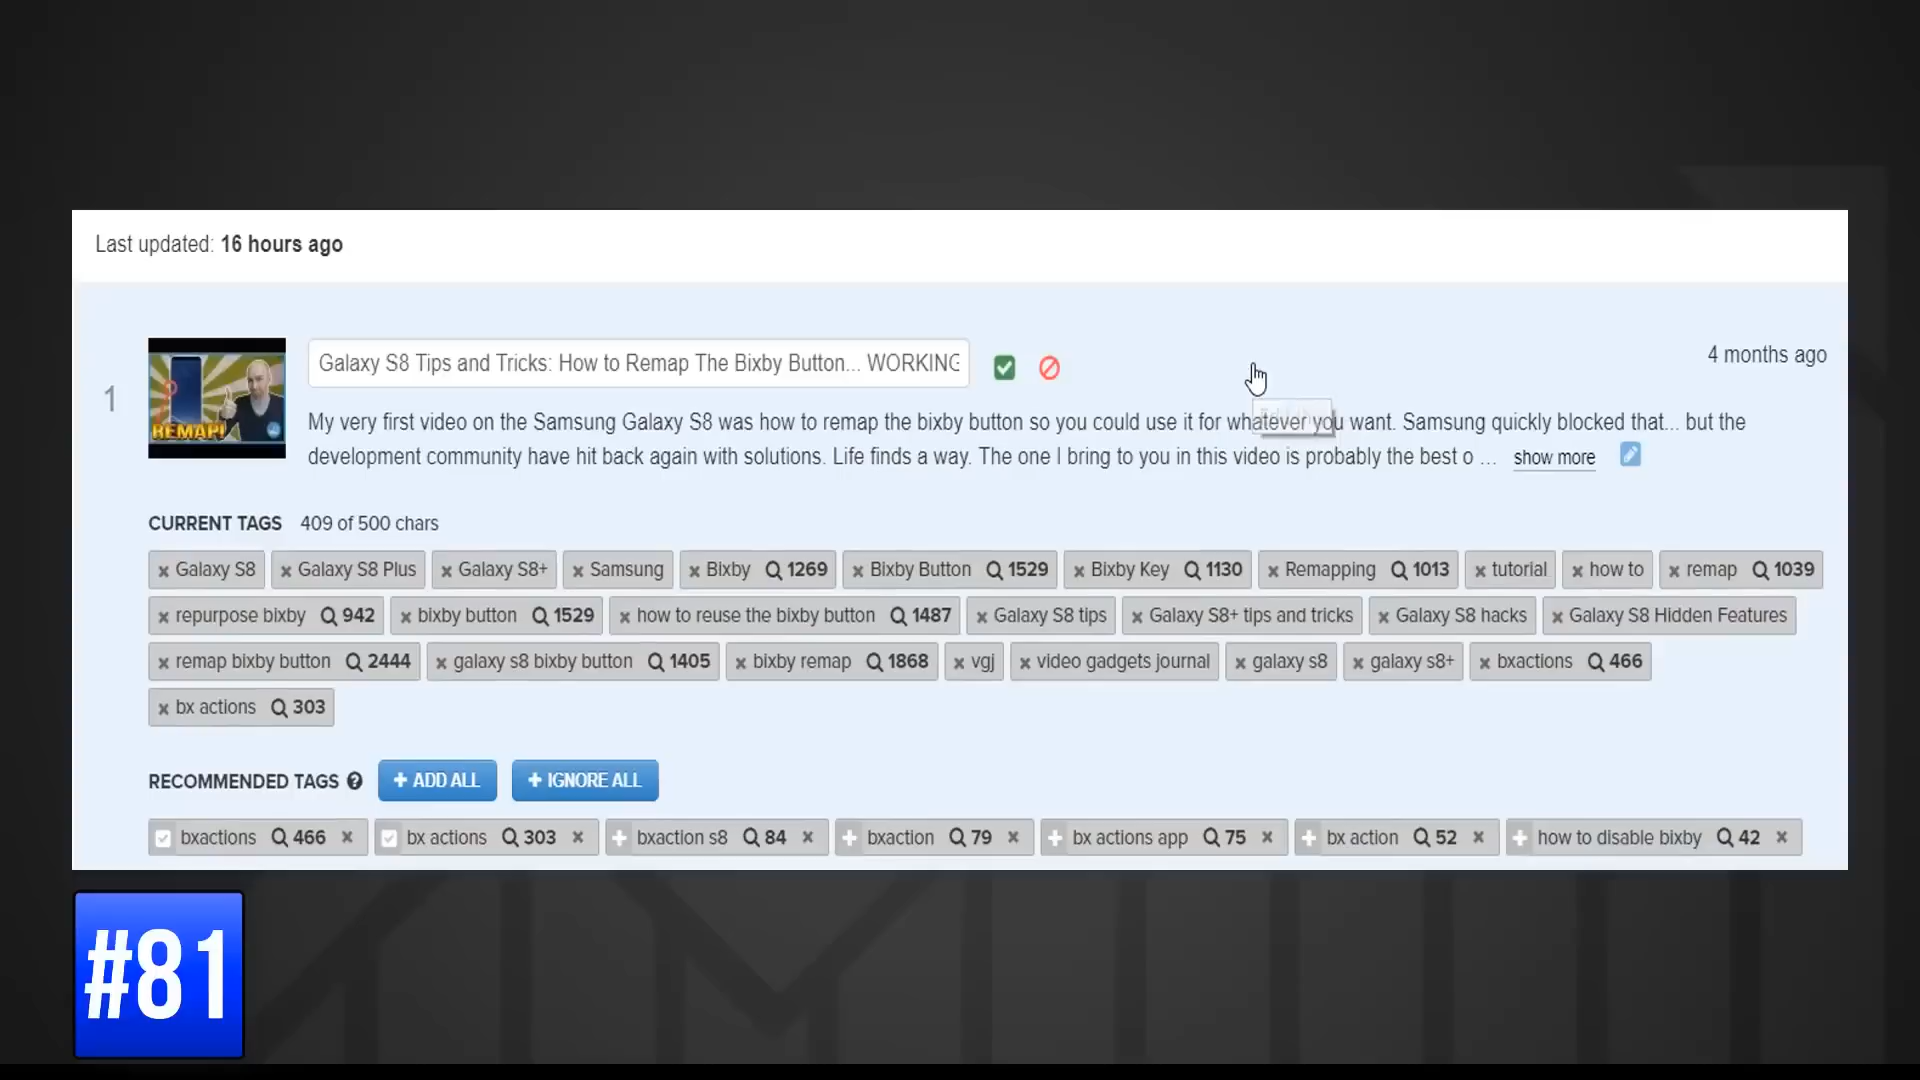 Last updated: 16 hours ago
4 months ago
1
REMAP!
Galaxy S8 Tips and Tricks: How to Remap The Bixby Button... WORKING
My very first video on the Samsung Galaxy S8 was how to remap the bixby button so you could use it for whatever you want. Samsung quickly blocked that... but the
development community have hit back again with solutions. Life finds a way. The one I bring to you in this video is probably the best o ... show more
CURRENT TAGS 409 of 500 chars
× Galaxy S8 × Galaxy S8 Plus × Galaxy S8+ × Samsung × Bixby 1269 × Bixby Button 1529 × Bixby Key 1130 × Remapping 1013 × tutorial × how to × remap 1039
× repurpose bixby 942 × bixby button 1529 × how to reuse the bixby button 1487 × Galaxy S8 tips × Galaxy S8+ tips and tricks × Galaxy S8 hacks × Galaxy S8 Hidden Features
× remap bixby button 2444 × galaxy s8 bixby button 1405 × bixby remap 1868 × vgj × video gadgets journal × galaxy s8 × galaxy s8+ × bxactions 466
× bx actions 303
RECOMMENDED TAGS ? + ADD ALL + IGNORE ALL
bxactions 466 × bx actions 303 × + bxaction s8 84 × + bxaction 79 × + bx actions app 75 × + bx action 52 × + how to disable bixby 42 ×
#81